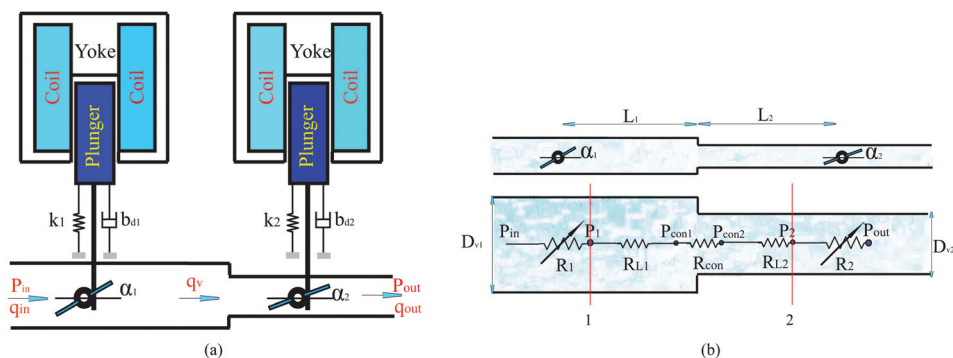 Yoke
Coil
Coil
Plunger
k1
bd1
Pin
qin
α1
qv
Yoke
Coil
Coil
Plunger
k2
bd2
α2
Pout
qout
(a)
L1
L2
α1
α2
Dv1
Pin
R1
P1
RL1
Pcon1
Rcon
Pcon2
RL2
P2
R2
Pout
Dv2
1
2
(b)